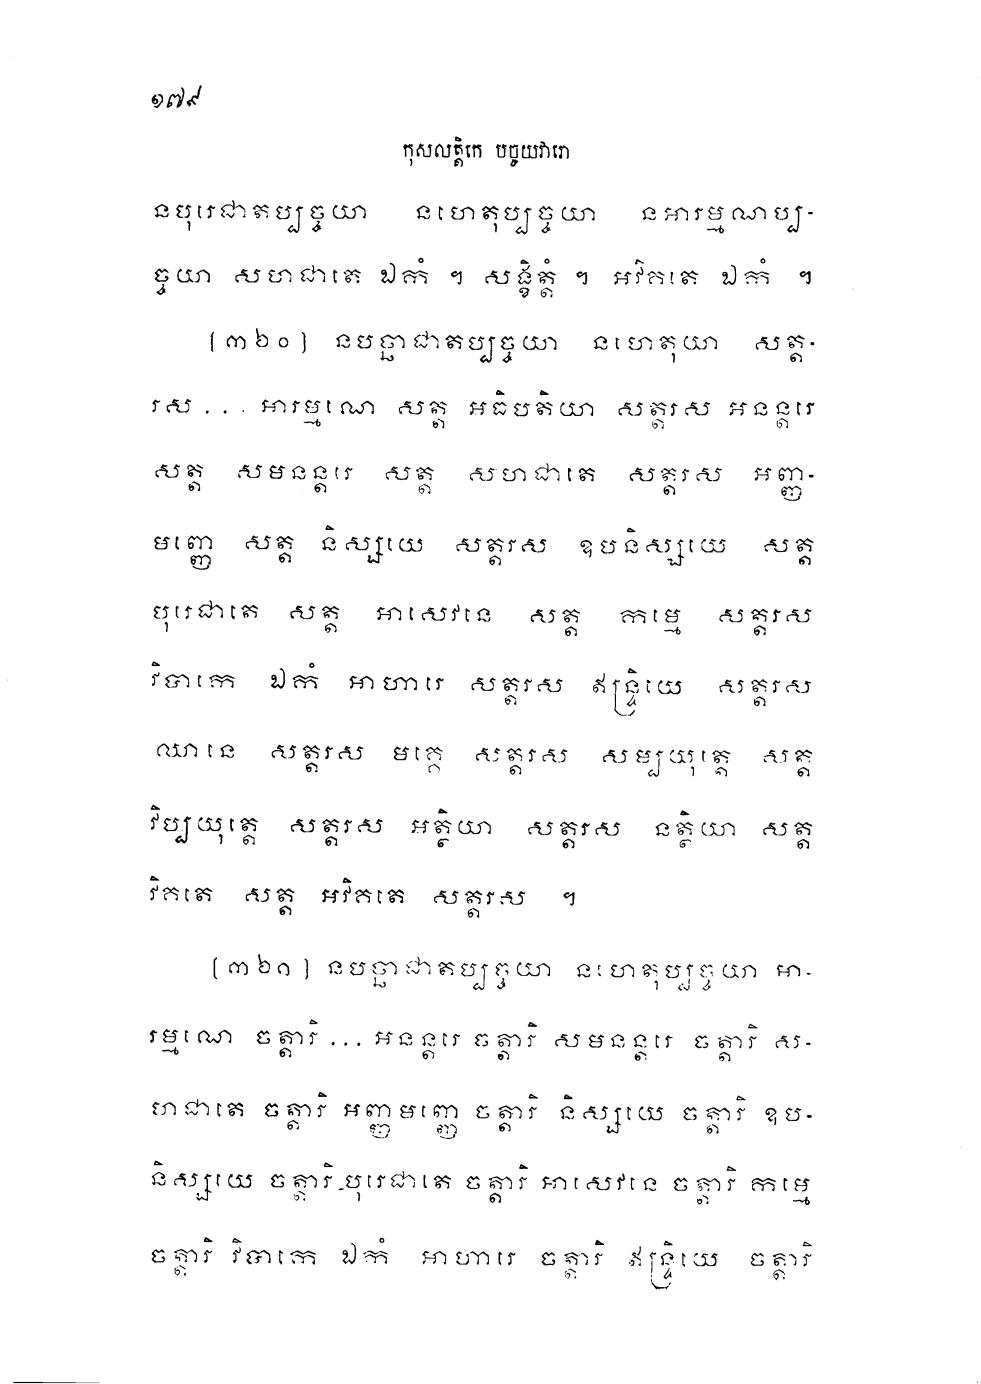 ១៧៩
កុសលត្តិកេ បច្ចយវារោ
នបុរេជាតប្បច្ចយា នហេតុប្បច្ចយា នអារម្មណប្ប-
ច្ចយា សហជាតេ ឯកំ ។ សង្ខិត្តំ ។ អវិកតេ ឯកំ ។
[៣៦០] នបច្ឆាជាតប្បច្ចយា នហេតុយា សត្ត-
រស ... អារម្មណេ សត្ត អធិបតិយា សត្តរស អនន្តរេ
សត្ត សមនន្តរេ សត្ត សហជាតេ សត្តរស អញ្ញ-
មញ្ញេ សត្ត និស្សយេ សត្តរស ឧបនិស្សយេ សត្ត
បុរេជាតេ សត្ត អាសេវនេ សត្ត កម្មេ សត្តរស
វិបាកេ ឯកំ អាហារេ សត្តរស ឥន្ទ្រិយេ សត្តរស
ឈានេ សត្តរស មគ្គេ សត្តរស សម្បយុត្តេ សត្ត
វិប្បយុត្តេ សត្តរស អត្ថិយា សត្តរស នត្ថិយា សត្ត
វិគតេ សត្ត អវិគតេ សត្តរស ។
[៣៦១] នបច្ឆាជាតប្បច្ចយា នហេតុប្បច្ចយា អា-
រម្មណេ ចត្តារិ ... អនន្តរេ ចត្តារិ សមនន្តរេ ចត្តារិ ស-
ហជាតេ ចត្តារិ អញ្ញមញ្ញេ ចត្តារិ និស្សយេ ចត្តារិ ឧប-
និស្សយេ ចត្តារិ បុរេជាតេ ចត្តារិ អាសេវនេ ចត្តារិ កម្មេ
ចត្តារិ វិបាកេ ឯកំ អាហារេ ចត្តារិ ឥន្ទ្រិយេ ចត្តារិ